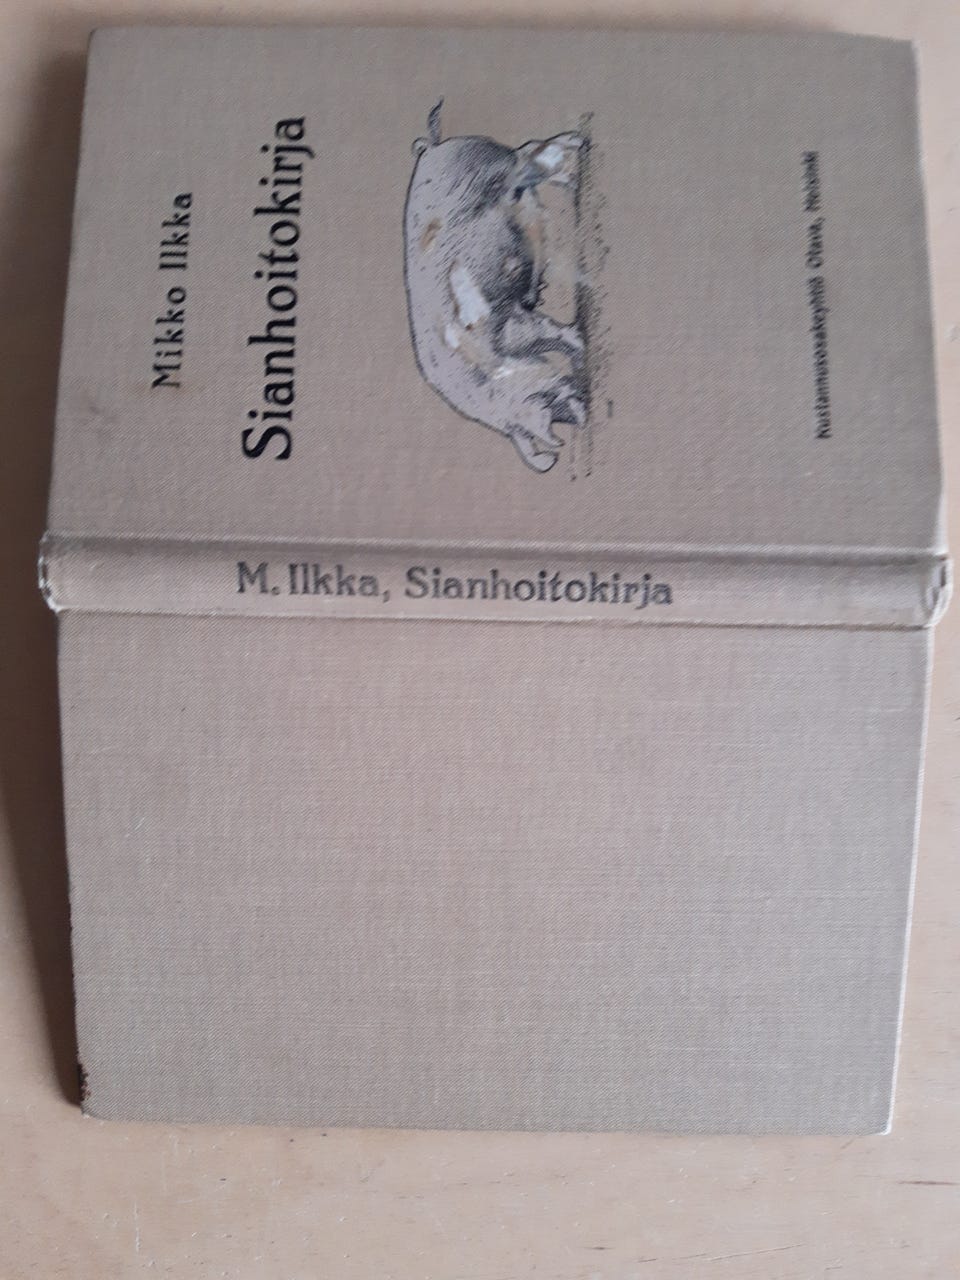 Mikko Ilkka
Sianhoitokirja
Kustannusosakeyhtiö Otava, Helsinki
M. Ilkka, Sianhoitokirja